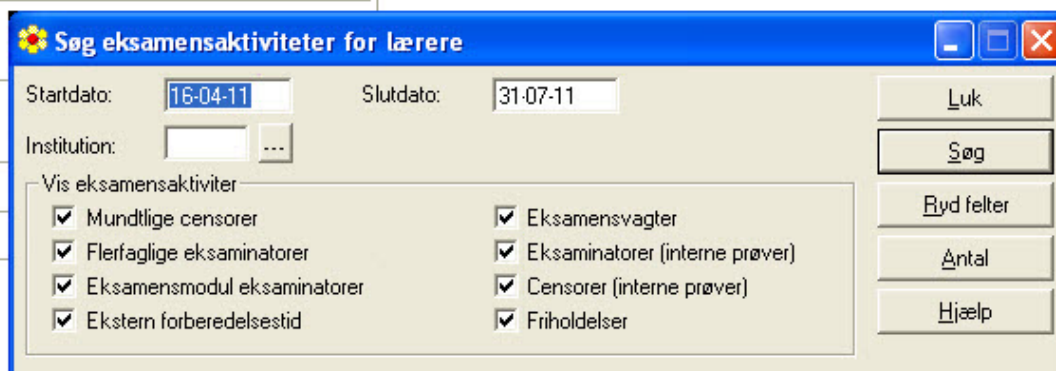 Søg eksamensaktiviteter for lærere
Startdato: 16-04-11 Slutdato: 31-07-11
Institution: ...
Vis eksamensaktiviter
Mundtlige censorer
Flerfaglige eksaminatorer
Eksamensmodul eksaminatorer
Ekstern forberedelsestid
Eksamensvagter
Eksaminatorer (interne prøver)
Censorer (interne prøver)
Friholdelser
Luk
Søg
Ryd felter
Antal
Hjælp